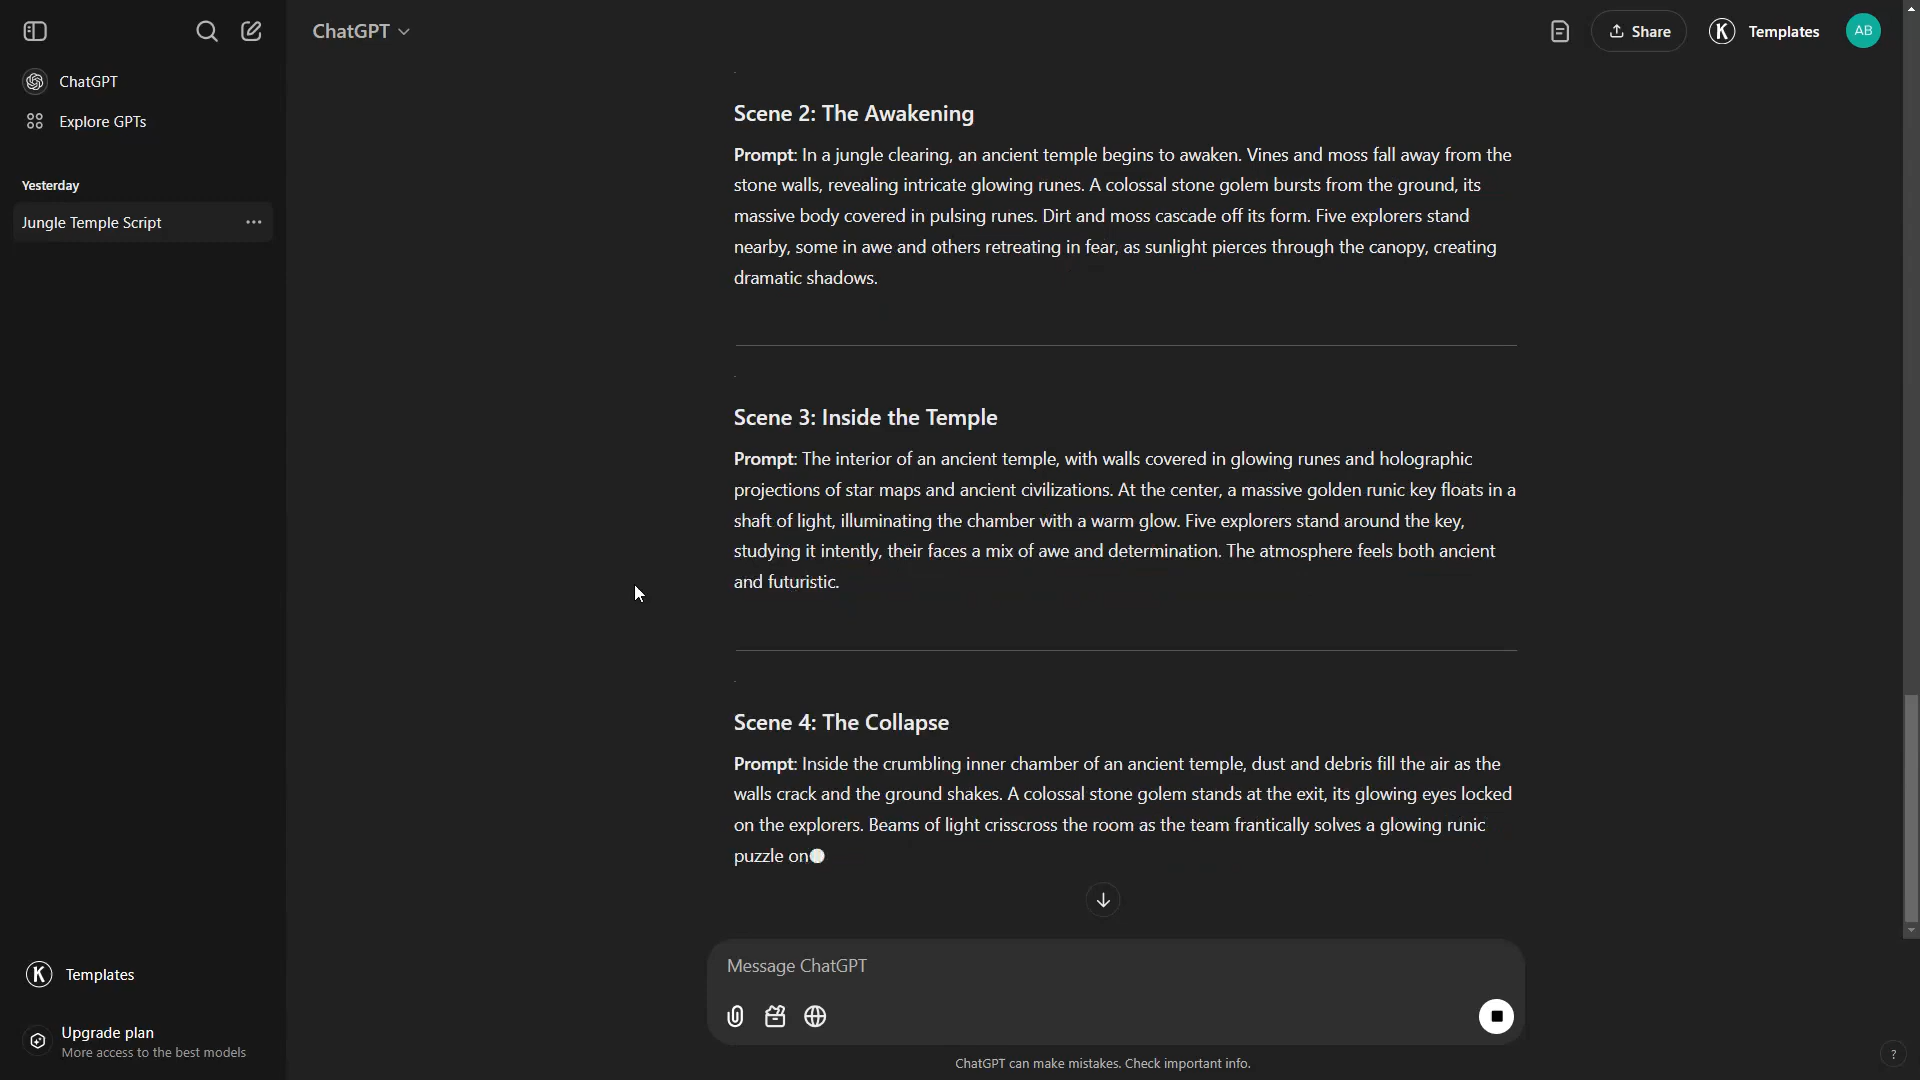 ChatGPT
Share
K Templates
AB
ChatGPT
Explore GPTs
Yesterday
Jungle Temple Script
Scene 2: The Awakening
Prompt: In a jungle clearing, an ancient temple begins to awaken. Vines and moss fall away from the
stone walls, revealing intricate glowing runes. A colossal stone golem bursts from the ground, its
massive body covered in pulsing runes. Dirt and moss cascade off its form. Five explorers stand
nearby, some in awe and others retreating in fear, as sunlight pierces through the canopy, creating
dramatic shadows.
Scene 3: Inside the Temple
Prompt: The interior of an ancient temple, with walls covered in glowing runes and holographic
projections of star maps and ancient civilizations. At the center, a massive golden runic key floats in a
shaft of light, illuminating the chamber with a warm glow. Five explorers stand around the key,
studying it intently, their faces a mix of awe and determination. The atmosphere feels both ancient
and futuristic.
Scene 4: The Collapse
Prompt: Inside the crumbling inner chamber of an ancient temple, dust and debris fill the air as the
walls crack and the ground shakes. A colossal stone golem stands at the exit, its glowing eyes locked
on the explorers. Beams of light crisscross the room as the team frantically solves a glowing runic
puzzle on
K Templates
Upgrade plan
More access to the best models
Message ChatGPT
ChatGPT can make mistakes. Check important info.
?